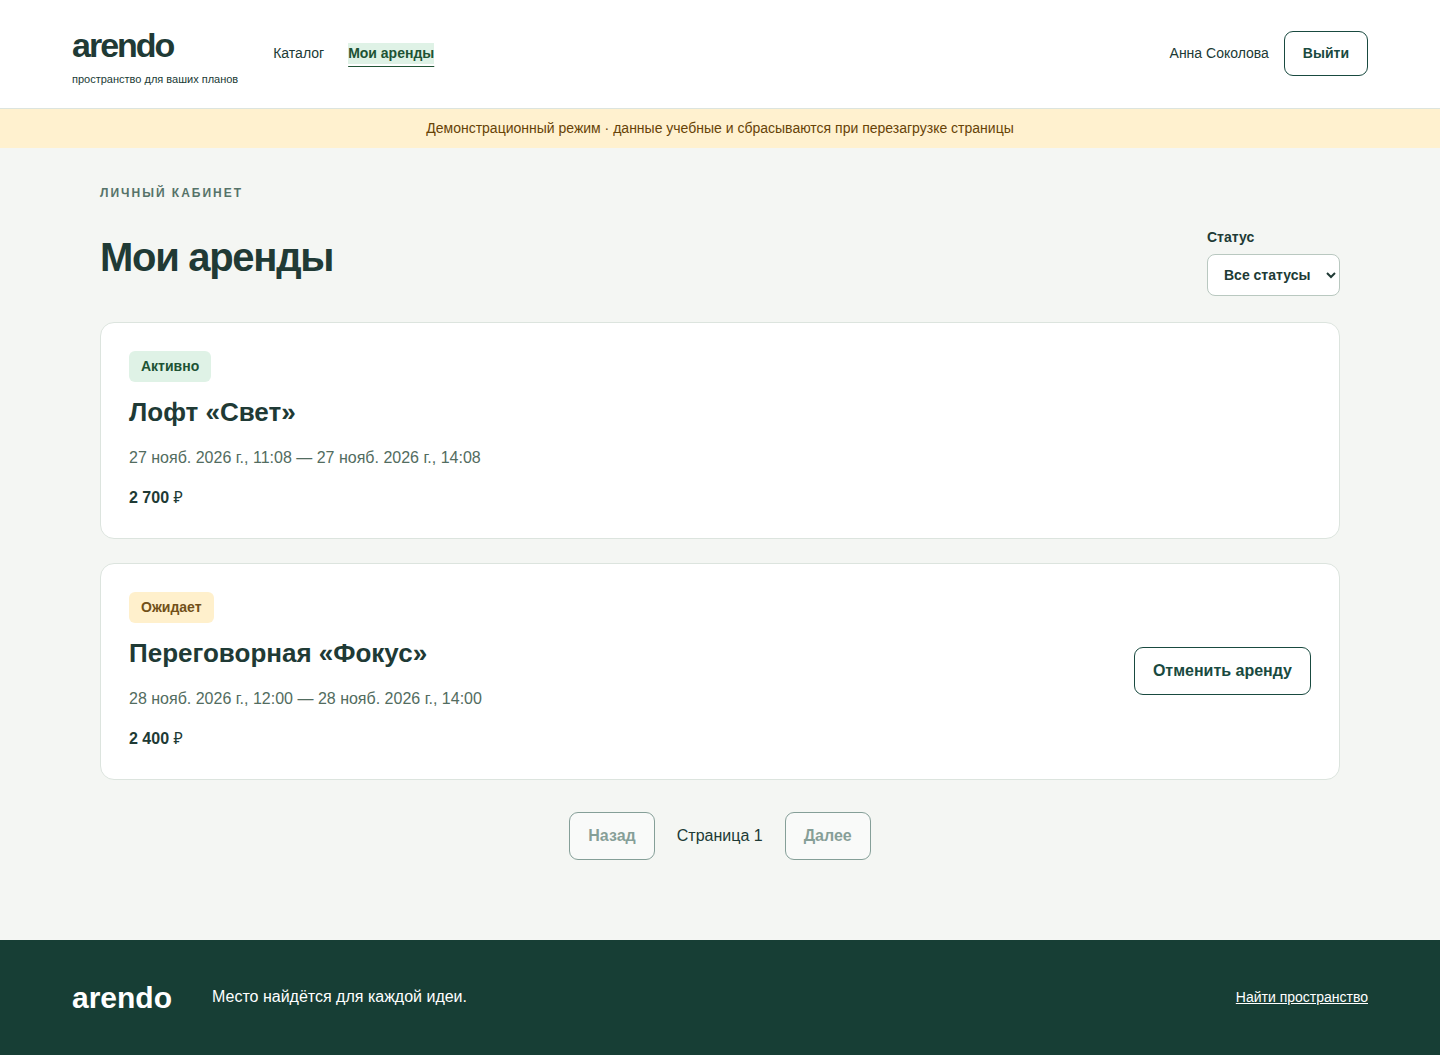 arendo
пространство для ваших планов
Каталог
Мои аренды
Анна Соколова
Выйти
Демонстрационный режим · данные учебные и сбрасываются при перезагрузке страницы
ЛИЧНЫЙ КАБИНЕТ
Мои аренды
Статус
Все статусы
Активно
Лофт «Свет»
27 нояб. 2026 г., 11:08 — 27 нояб. 2026 г., 14:08
2 700 ₽
Ожидает
Переговорная «Фокус»
28 нояб. 2026 г., 12:00 — 28 нояб. 2026 г., 14:00
2 400 ₽
Отменить аренду
Назад
Страница 1
Далее
arendo
Место найдётся для каждой идеи.
Найти пространство